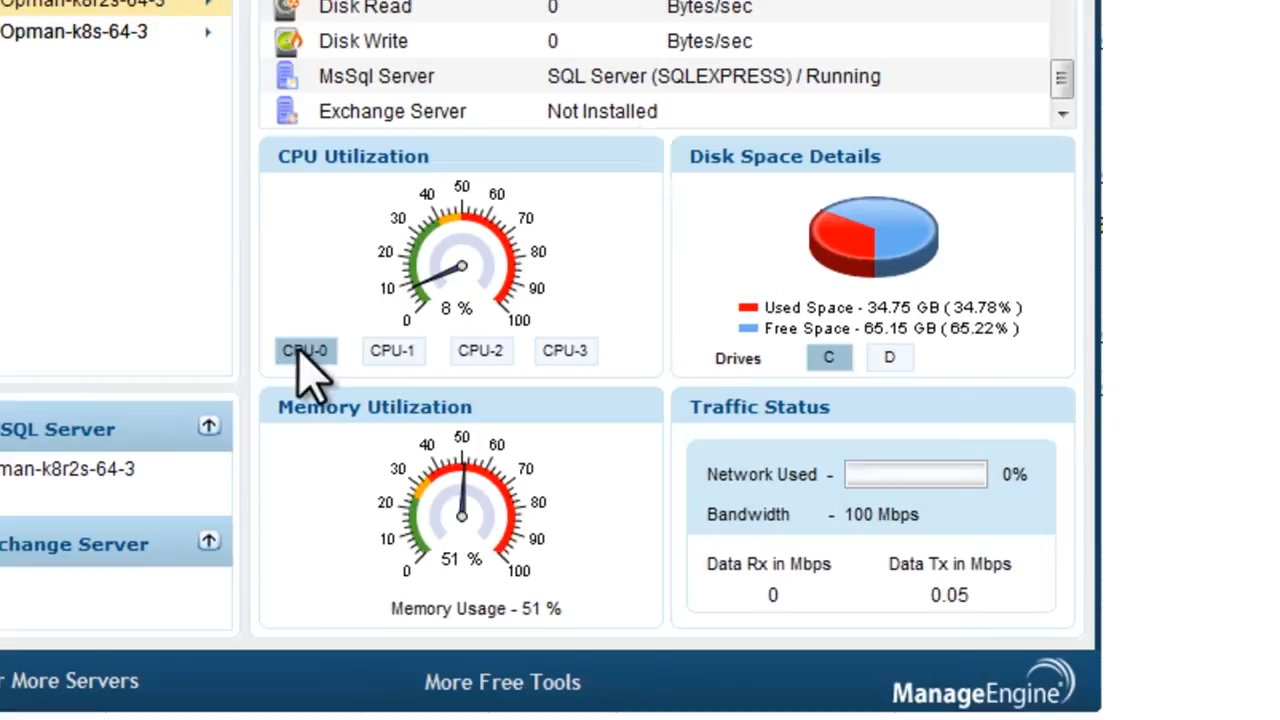 Opman-k8r2s-64-3
Opman-k8s-64-3
Disk Read 0 Bytes/sec
Disk Write 0 Bytes/sec
MsSql Server SQL Server (SQLEXPRESS) / Running
Exchange Server Not Installed
CPU Utilization
0 10 20 30 40 50 60 70 80 90 100
8 %
CPU-0 CPU-1 CPU-2 CPU-3
Disk Space Details
Used Space - 34.75 GB ( 34.78% )
Free Space - 65.15 GB ( 65.22% )
Drives C D
SQL Server
man-k8r2s-64-3
change Server
Memory Utilization
0 10 20 30 40 50 60 70 80 90 100
51 %
Memory Usage - 51 %
Traffic Status
Network Used - 0%
Bandwidth - 100 Mbps
Data Rx in Mbps Data Tx in Mbps
0 0.05
r More Servers
More Free Tools
ManageEngine